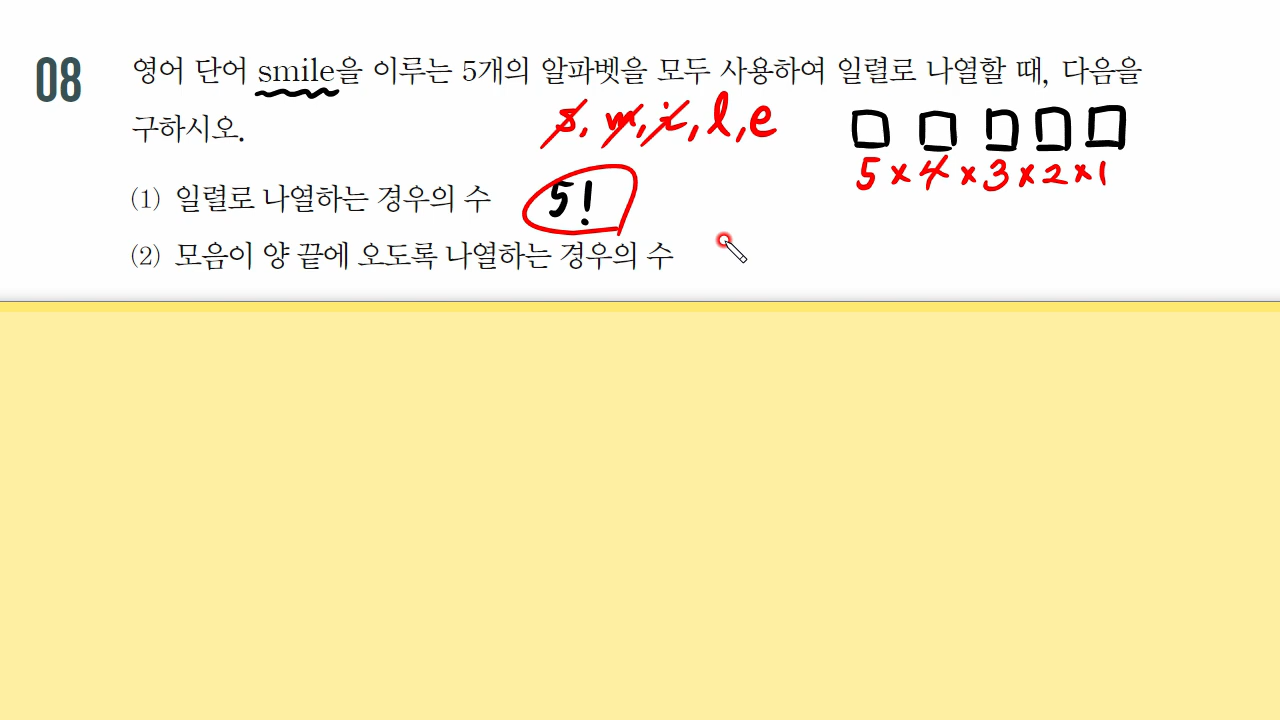 08 영어 단어 smile을 이루는 5개의 알파벳을 모두 사용하여 일렬로 나열할 때, 다음을
구하시오.
s, m, i, l, e
5 × 4 × 3 × 2 × 1
(1) 일렬로 나열하는 경우의 수 5!
(2) 모음이 양 끝에 오도록 나열하는 경우의 수